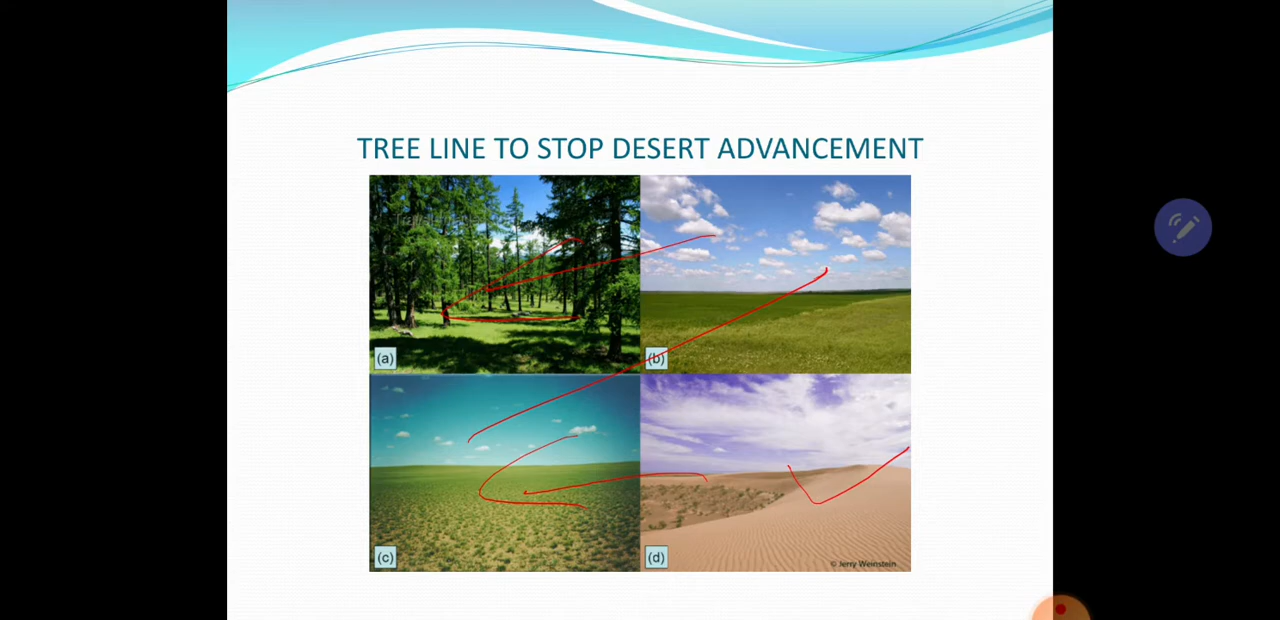 TREE LINE TO STOP DESERT ADVANCEMENT
(a)
(b)
(c)
(d)
© Jerry Weinstein